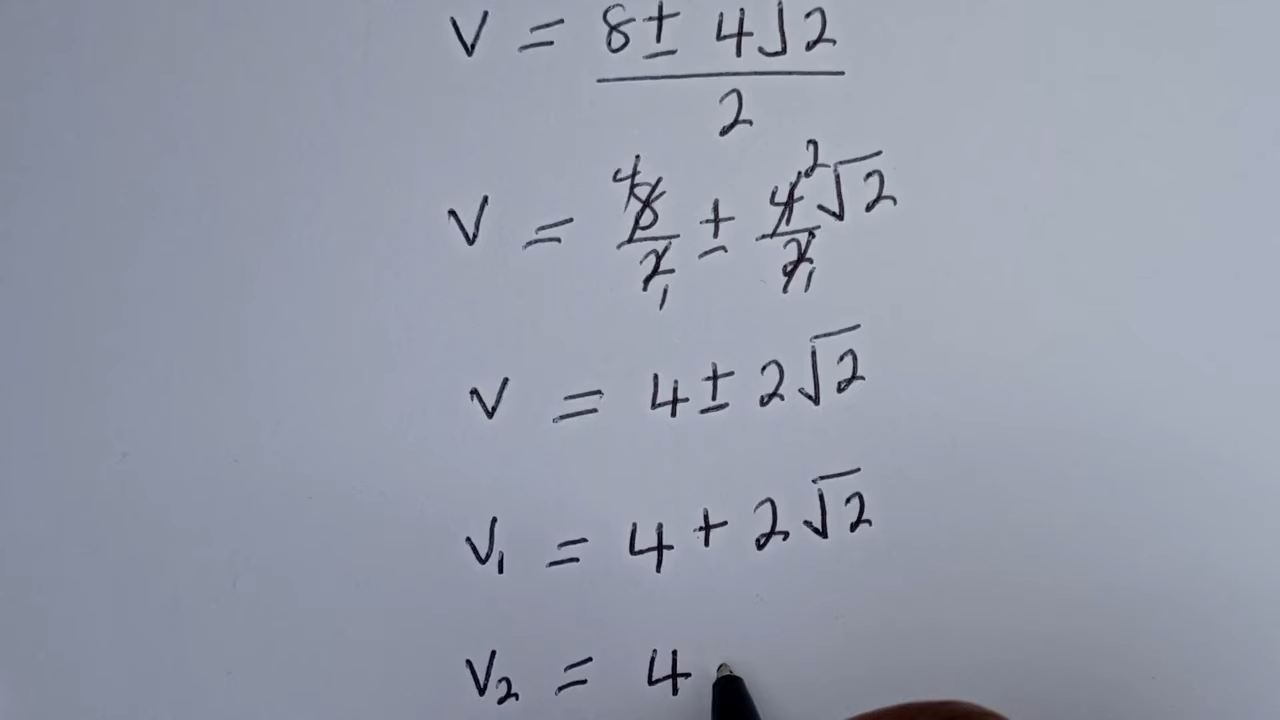 V = 8 ± 4√2 / 2
V = 8/2 4 1 ± 4/2 2 1 √2
V = 4 ± 2√2
V₁ = 4 + 2√2
V₂ = 4